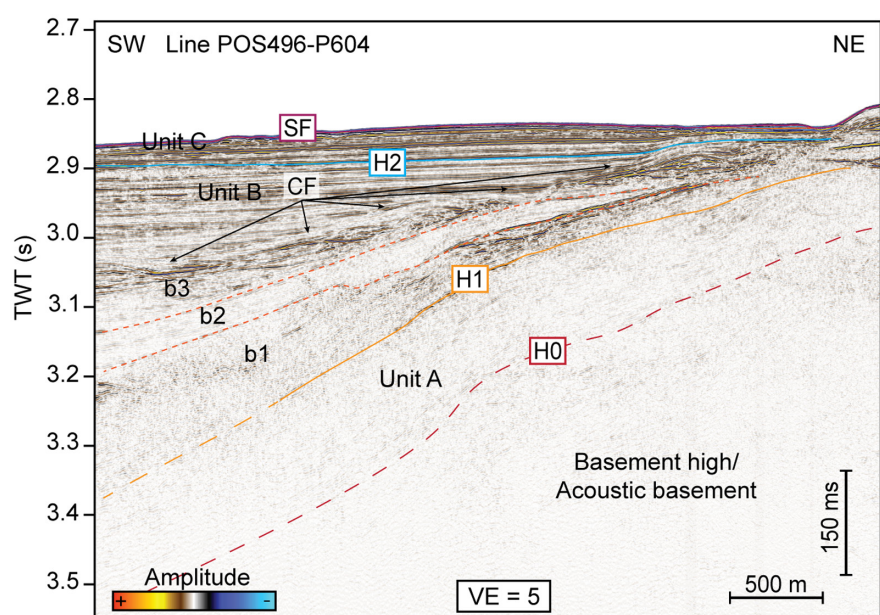 SW Line POS496-P604 NE
2.7
2.8
2.9
3.0
3.1
3.2
3.3
3.4
3.5
TWT (s)
SF
Unit C
H2
Unit B
CF
b3
b2
b1
H1
H0
Unit A
Basement high/
Acoustic basement
150 ms
Amplitude
+ -
VE = 5
500 m